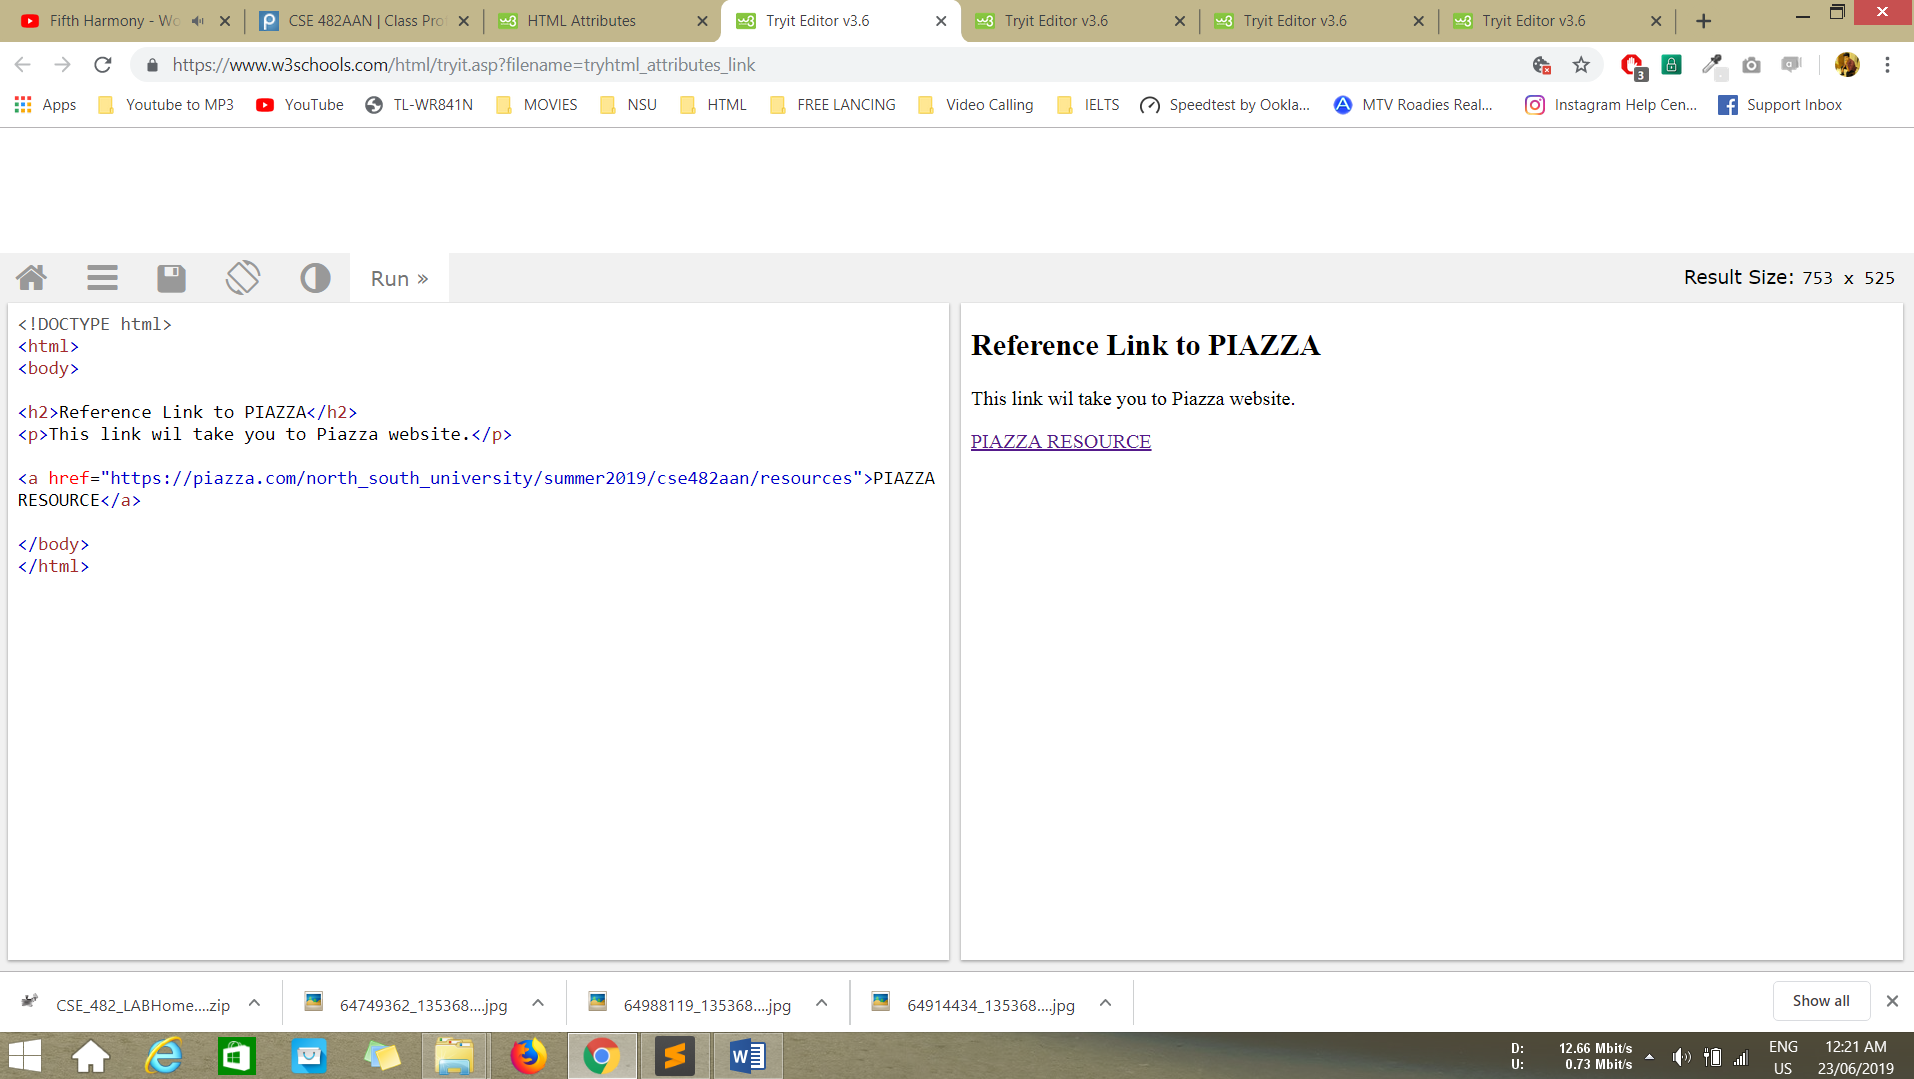 Fifth Harmony - Wo
CSE 482AAN | Class Pro
HTML Attributes
Tryit Editor v3.6
Tryit Editor v3.6
Tryit Editor v3.6
Tryit Editor v3.6
https://www.w3schools.com/html/tryit.asp?filename=tryhtml_attributes_link
3
Apps
Youtube to MP3
YouTube
TL-WR841N
MOVIES
NSU
HTML
FREE LANCING
Video Calling
IELTS
Speedtest by Ookla...
MTV Roadies Real...
Instagram Help Cen...
Support Inbox
Run »
Result Size: 753 x 525
<!DOCTYPE html>
<html>
<body>
<h2>Reference Link to PIAZZA</h2>
<p>This link wil take you to Piazza website.</p>
<a href="https://piazza.com/north_south_university/summer2019/cse482aan/resources">PIAZZA
RESOURCE</a>
</body>
</html>
Reference Link to PIAZZA
This link wil take you to Piazza website.
PIAZZA RESOURCE
CSE_482_LABHome....zip
64749362_135368....jpg
64988119_135368....jpg
64914434_135368....jpg
Show all
D: 12.66 Mbit/s
U: 0.73 Mbit/s
ENG
US
12:21 AM
23/06/2019